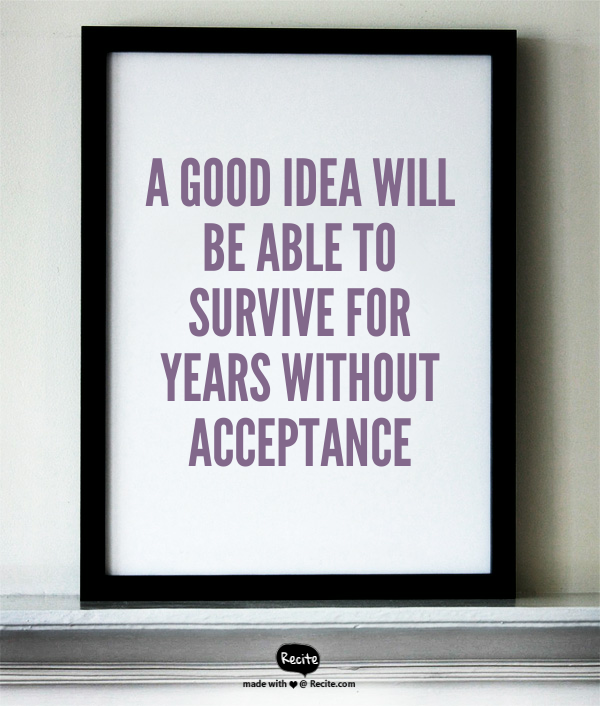 A GOOD IDEA WILL
BE ABLE TO
SURVIVE FOR
YEARS WITHOUT
ACCEPTANCE
Recite
made with ♥ @ Recite.com